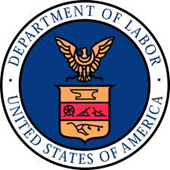 DEPARTMENT OF LABOR
UNITED STATES OF AMERICA